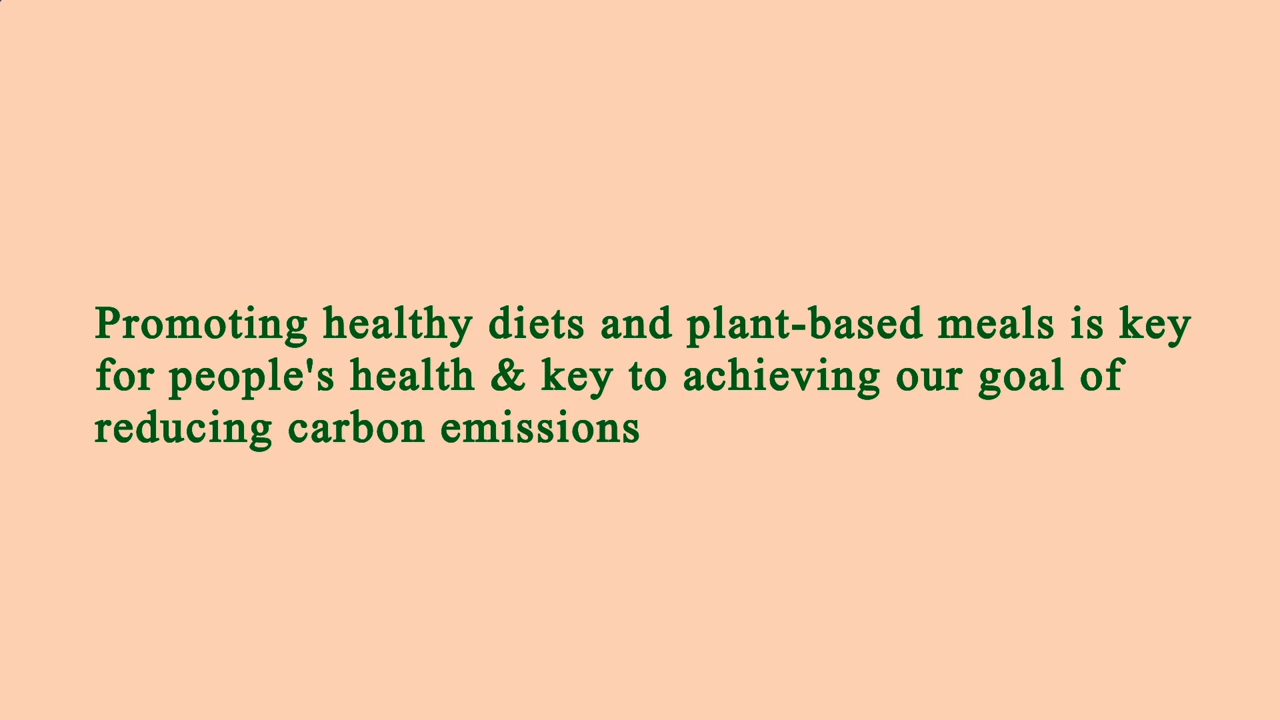 Promoting healthy diets and plant-based meals is key
for people's health & key to achieving our goal of
reducing carbon emissions